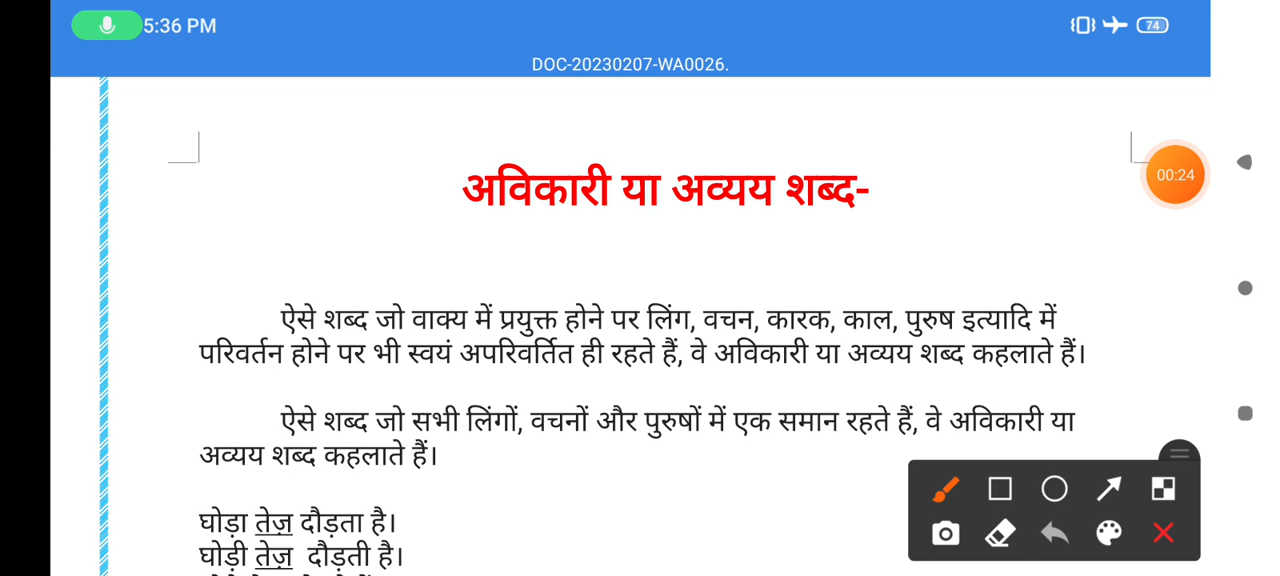 5:36 PM
74
DOC-20230207-WA0026.
अविकारी या अव्यय शब्द-
00:24
ऐसे शब्द जो वाक्य में प्रयुक्त होने पर लिंग, वचन, कारक, काल, पुरुष इत्यादि में
परिवर्तन होने पर भी स्वयं अपरिवर्तित ही रहते हैं, वे अविकारी या अव्यय शब्द कहलाते हैं।
ऐसे शब्द जो सभी लिंगों, वचनों और पुरुषों में एक समान रहते हैं, वे अविकारी या
अव्यय शब्द कहलाते हैं।
घोड़ा तेज़ दौड़ता है।
घोड़ी तेज़ दौड़ती है।